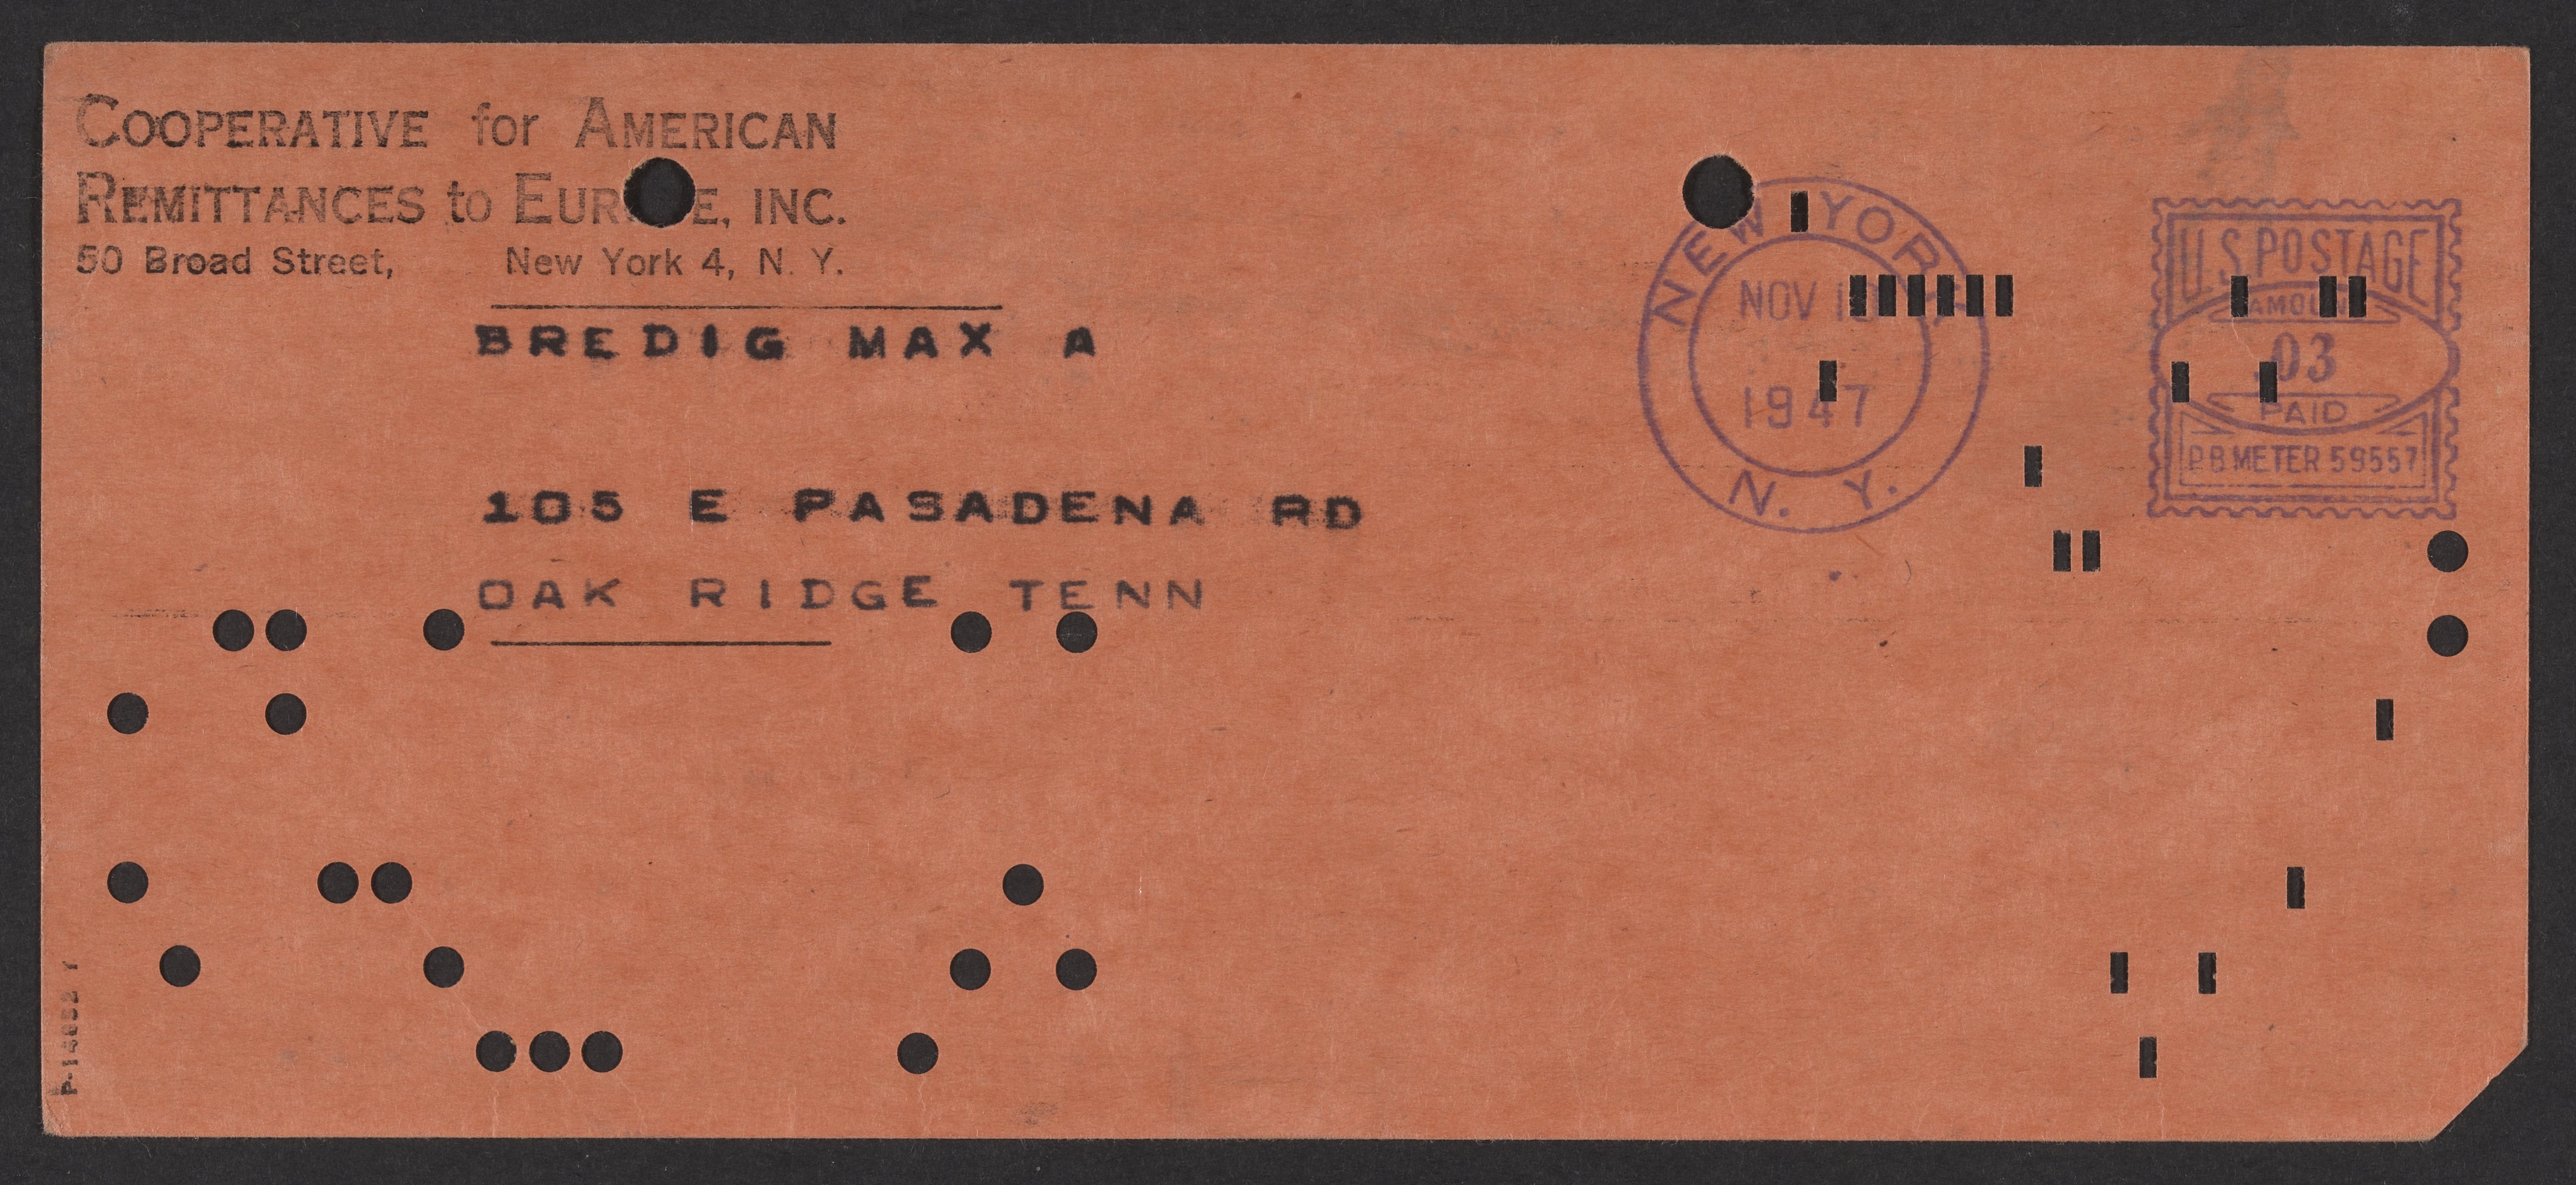 COOPERATIVE for AMERICAN
REMITTANCES to EUR E, INC.
50 Broad Street, New York 4, N. Y.
BREDIG MAX A
105 E PASADENA RD
OAK RIDGE TENN
NEW YORK
NOV
1947
N. Y.
U.S. POSTAGE
AMOUNT
.03
PAID
P B METER 59557